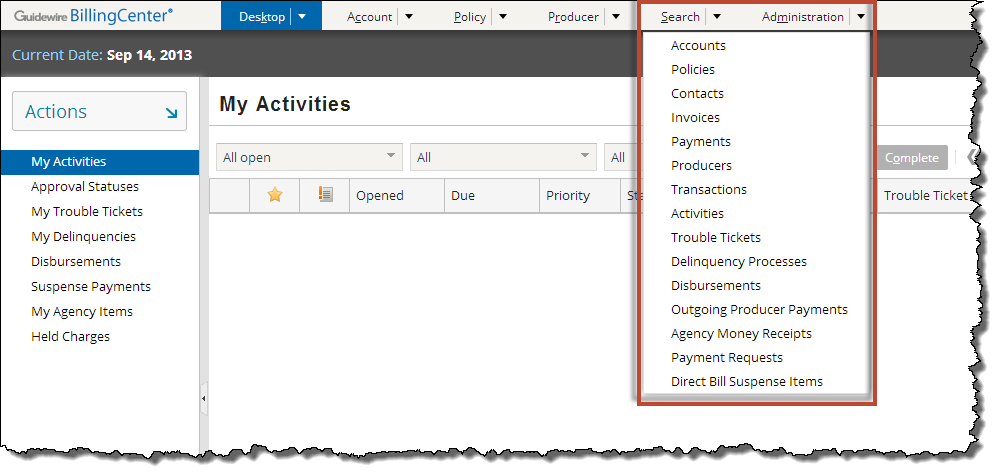 Guidewire BillingCenter® Desktop Account Policy Producer Search Administration
Current Date: Sep 14, 2013
Actions
My Activities
Approval Statuses
My Trouble Tickets
My Delinquencies
Disbursements
Suspense Payments
My Agency Items
Held Charges
My Activities
All open All All Complete
Opened Due Priority Trouble Ticket
Accounts
Policies
Contacts
Invoices
Payments
Producers
Transactions
Activities
Trouble Tickets
Delinquency Processes
Disbursements
Outgoing Producer Payments
Agency Money Receipts
Payment Requests
Direct Bill Suspense Items